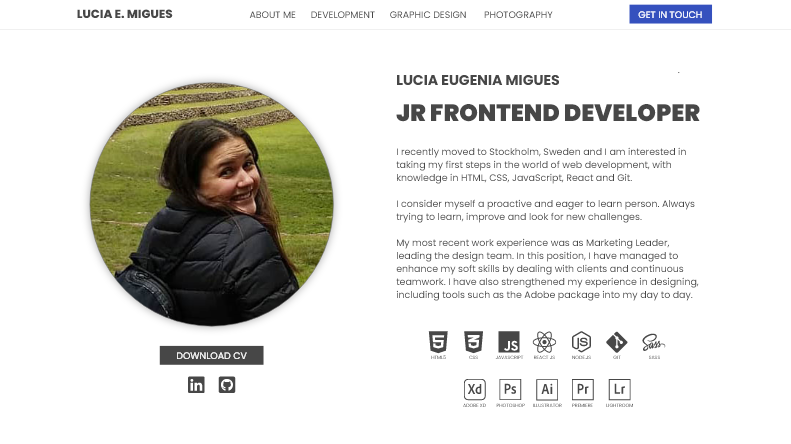 LUCIA E. MIGUES
ABOUT ME DEVELOPMENT GRAPHIC DESIGN PHOTOGRAPHY
GET IN TOUCH
LUCIA EUGENIA MIGUES
JR FRONTEND DEVELOPER
I recently moved to Stockholm, Sweden and I am interested in
taking my first steps in the world of web development, with
knowledge in HTML, CSS, JavaScript, React and Git.
I consider myself a proactive and eager to learn person. Always
trying to learn, improve and look for new challenges.
My most recent work experience was as Marketing Leader,
leading the design team. In this position, I have managed to
enhance my soft skills by dealing with clients and continuous
teamwork. I have also strengthened my experience in designing,
including tools such as the Adobe package into my day to day.
DOWNLOAD CV
in
5 3 JS JS Sass
HTML5 CSS JAVASCRIPT REACT JS NODEJS GIT SASS
Xd Ps Ai Pr Lr
ADOBE XD PHOTOSHOP ILLUSTRATOR PREMIERE LIGHTROOM